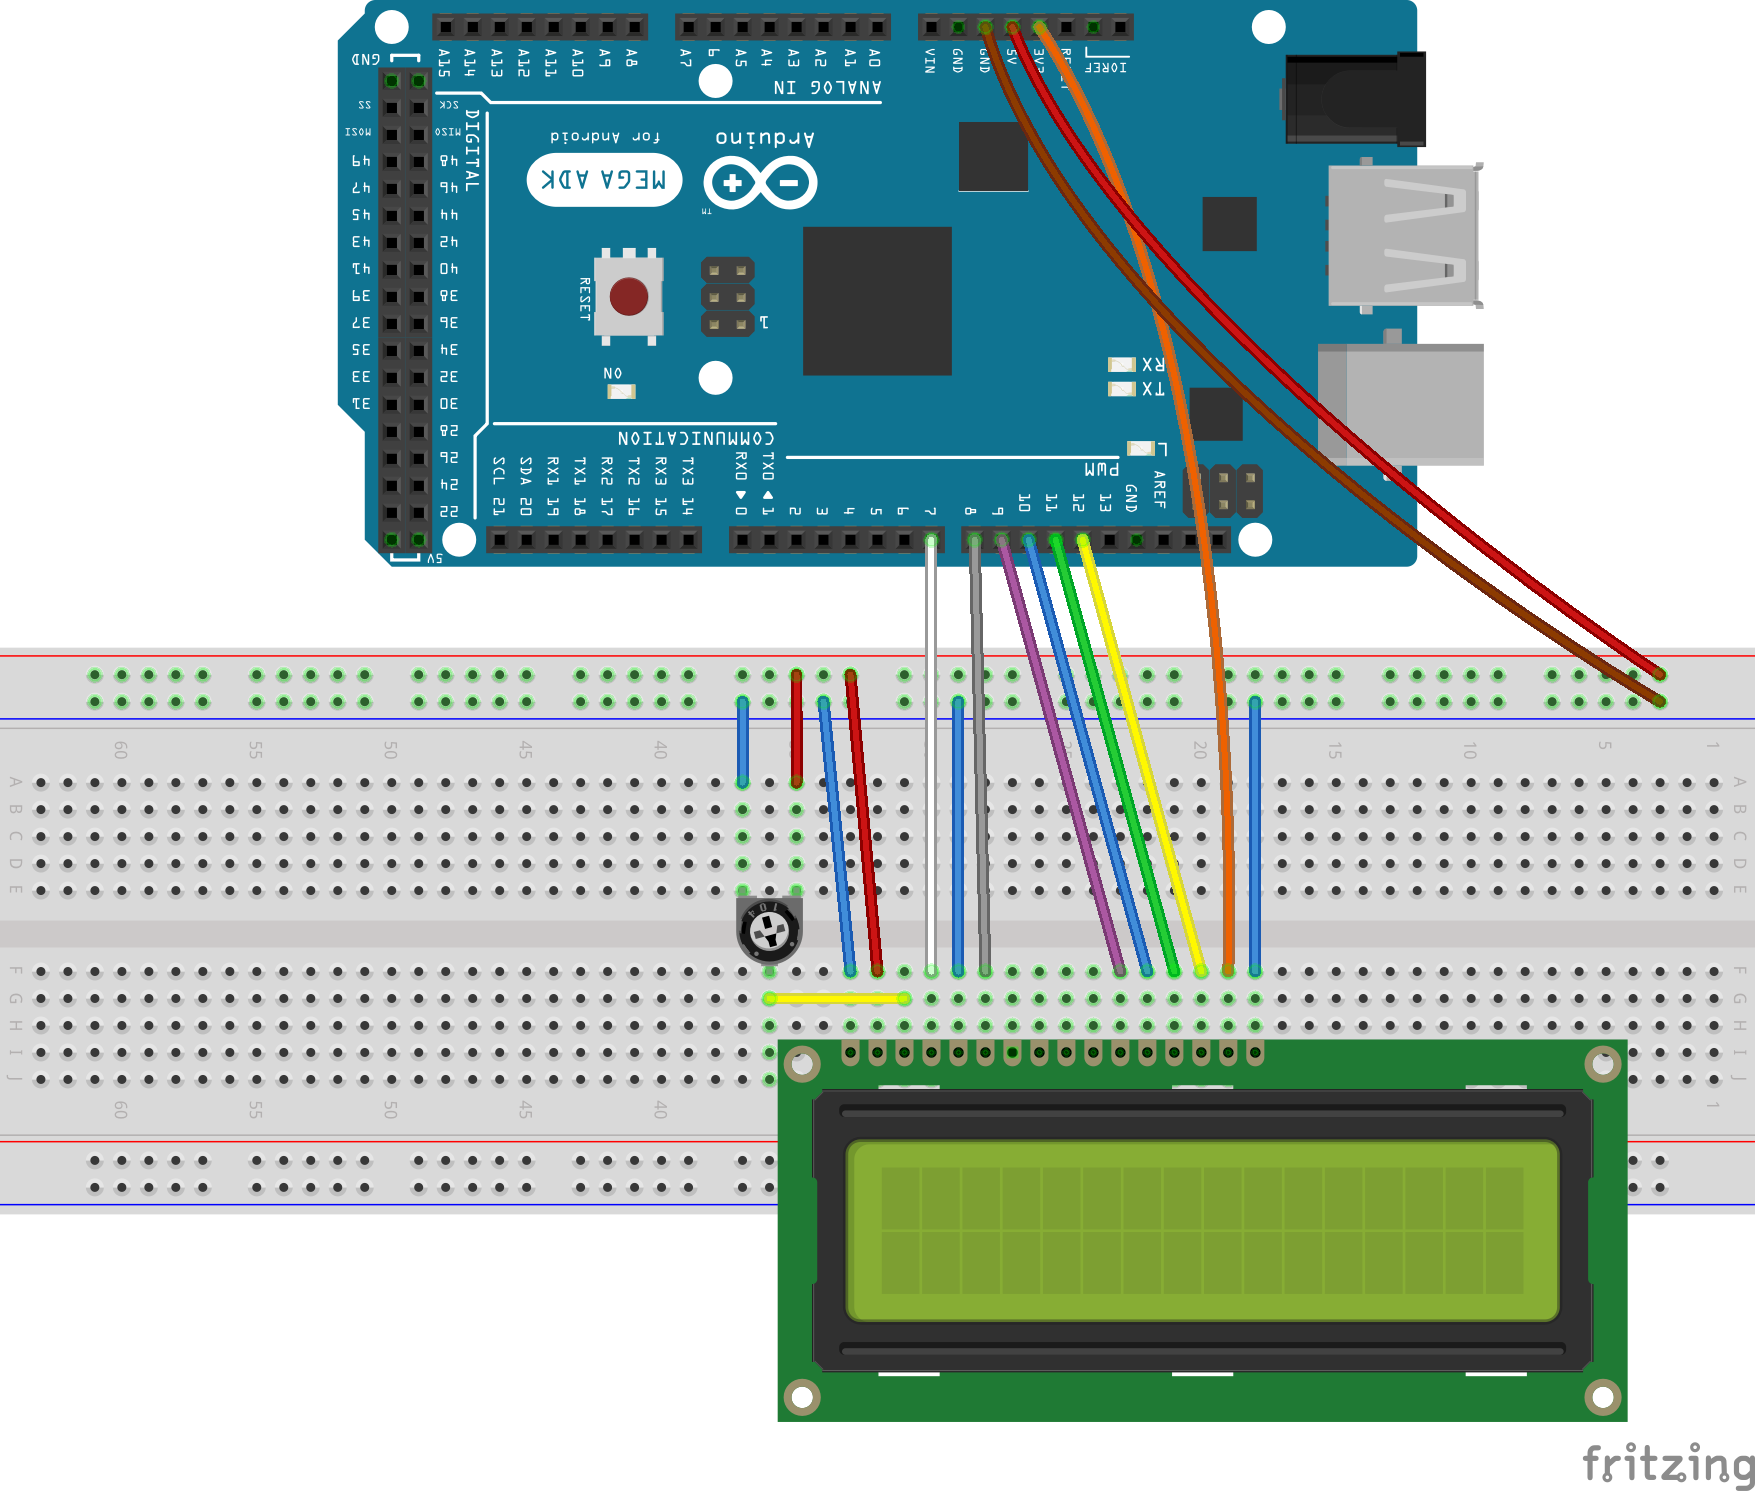 A15 A14 A13 A12 A11 A10 A9 A8
A7 A5 A4 A3 A2 A1 A0
VIN GND GND 5V 3V3
IOREF
ANALOG IN
GND
SS SCK
MOSI MISO
49 48
47 46
45 44
43 42
41 40
39 38
37 36
35 34
33 32
31 30
28
26
24
22
5V
DIGITAL
for Android
MEGA ADK
Arduino
TM
RESET
1
ON
RX
TX
L
COMMUNICATION
PWM
SCL 21
SDA 20
RX1 19
TX1 18
RX2 17
TX2 16
RX3 15
TX3 14
RX0 0
TX0 1
2 3 4 5 6 7
8 9 10 11 12 13 GND AREF
60 55 50 45 40 20 15 10 5 1
A A
B B
C C
D D
E E
104
F F
G G
H H
I I
J J
60 55 50 45 40 1
fritzing